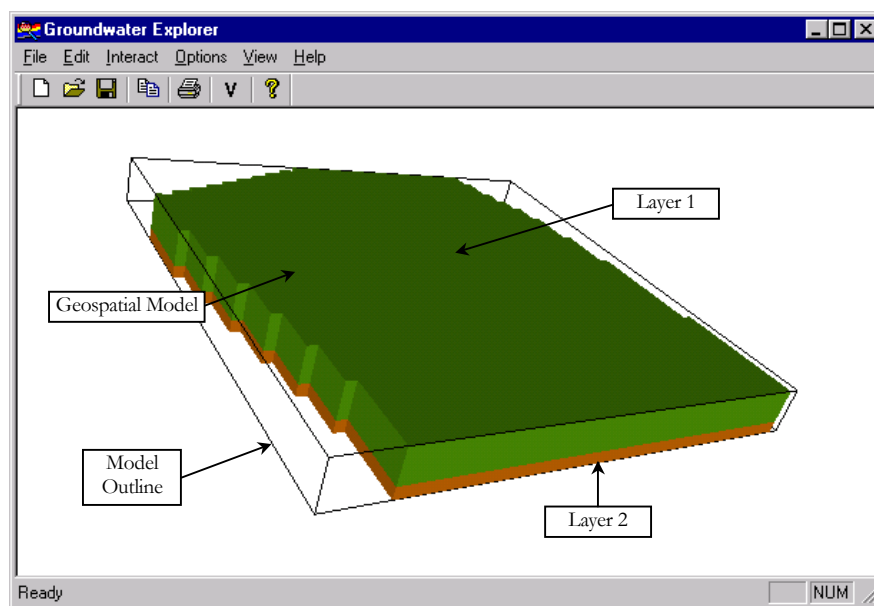 Groundwater Explorer
File Edit Interact Options View Help
V ?
Layer 1
Geospatial Model
Model
Outline
Layer 2
Ready
NUM